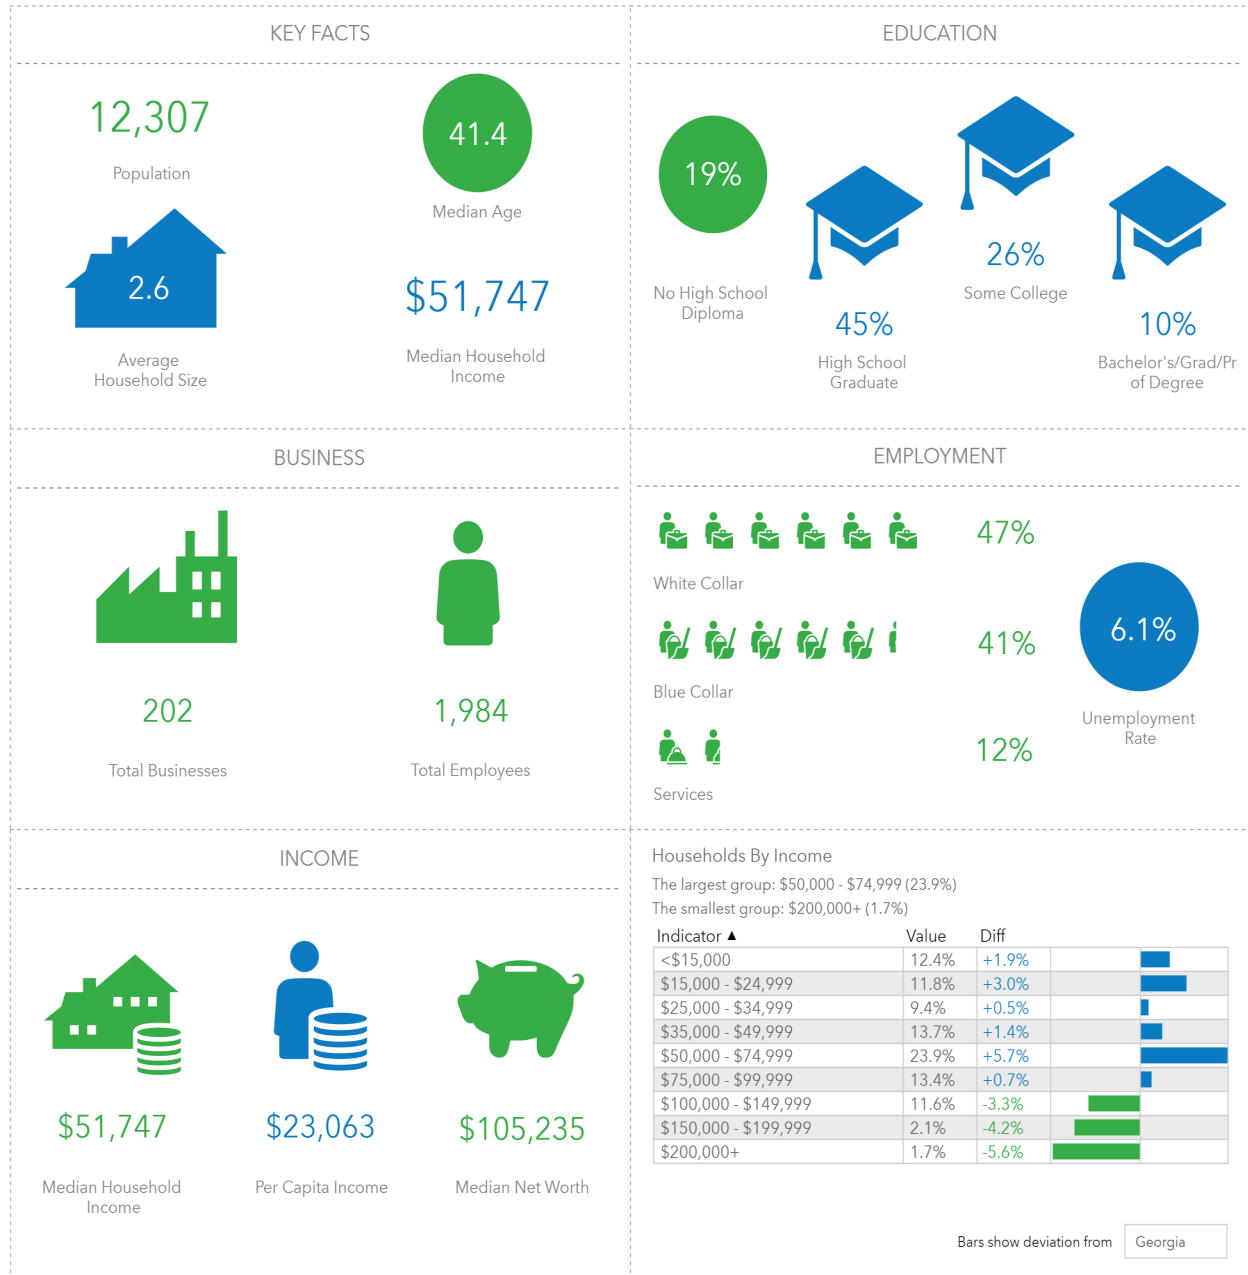 KEY FACTS
12,307
Population
41.4
Median Age
2.6
Average
Household Size
$51,747
Median Household
Income
EDUCATION
19%
No High School
Diploma
45%
High School
Graduate
26%
Some College
10%
Bachelor's/Grad/Pr
of Degree
BUSINESS
202
Total Businesses
1,984
Total Employees
EMPLOYMENT
47%
White Collar
41%
Blue Collar
12%
Services
6.1%
Unemployment
Rate
INCOME
$51,747
Median Household
Income
$23,063
Per Capita Income
$105,235
Median Net Worth
Households By Income
The largest group: $50,000 - $74,999 (23.9%)
The smallest group: $200,000+ (1.7%)
Indicator ▲ Value Diff
<$15,000 12.4% +1.9%
$15,000 - $24,999 11.8% +3.0%
$25,000 - $34,999 9.4% +0.5%
$35,000 - $49,999 13.7% +1.4%
$50,000 - $74,999 23.9% +5.7%
$75,000 - $99,999 13.4% +0.7%
$100,000 - $149,999 11.6% -3.3%
$150,000 - $199,999 2.1% -4.2%
$200,000+ 1.7% -5.6%
Bars show deviation from Georgia